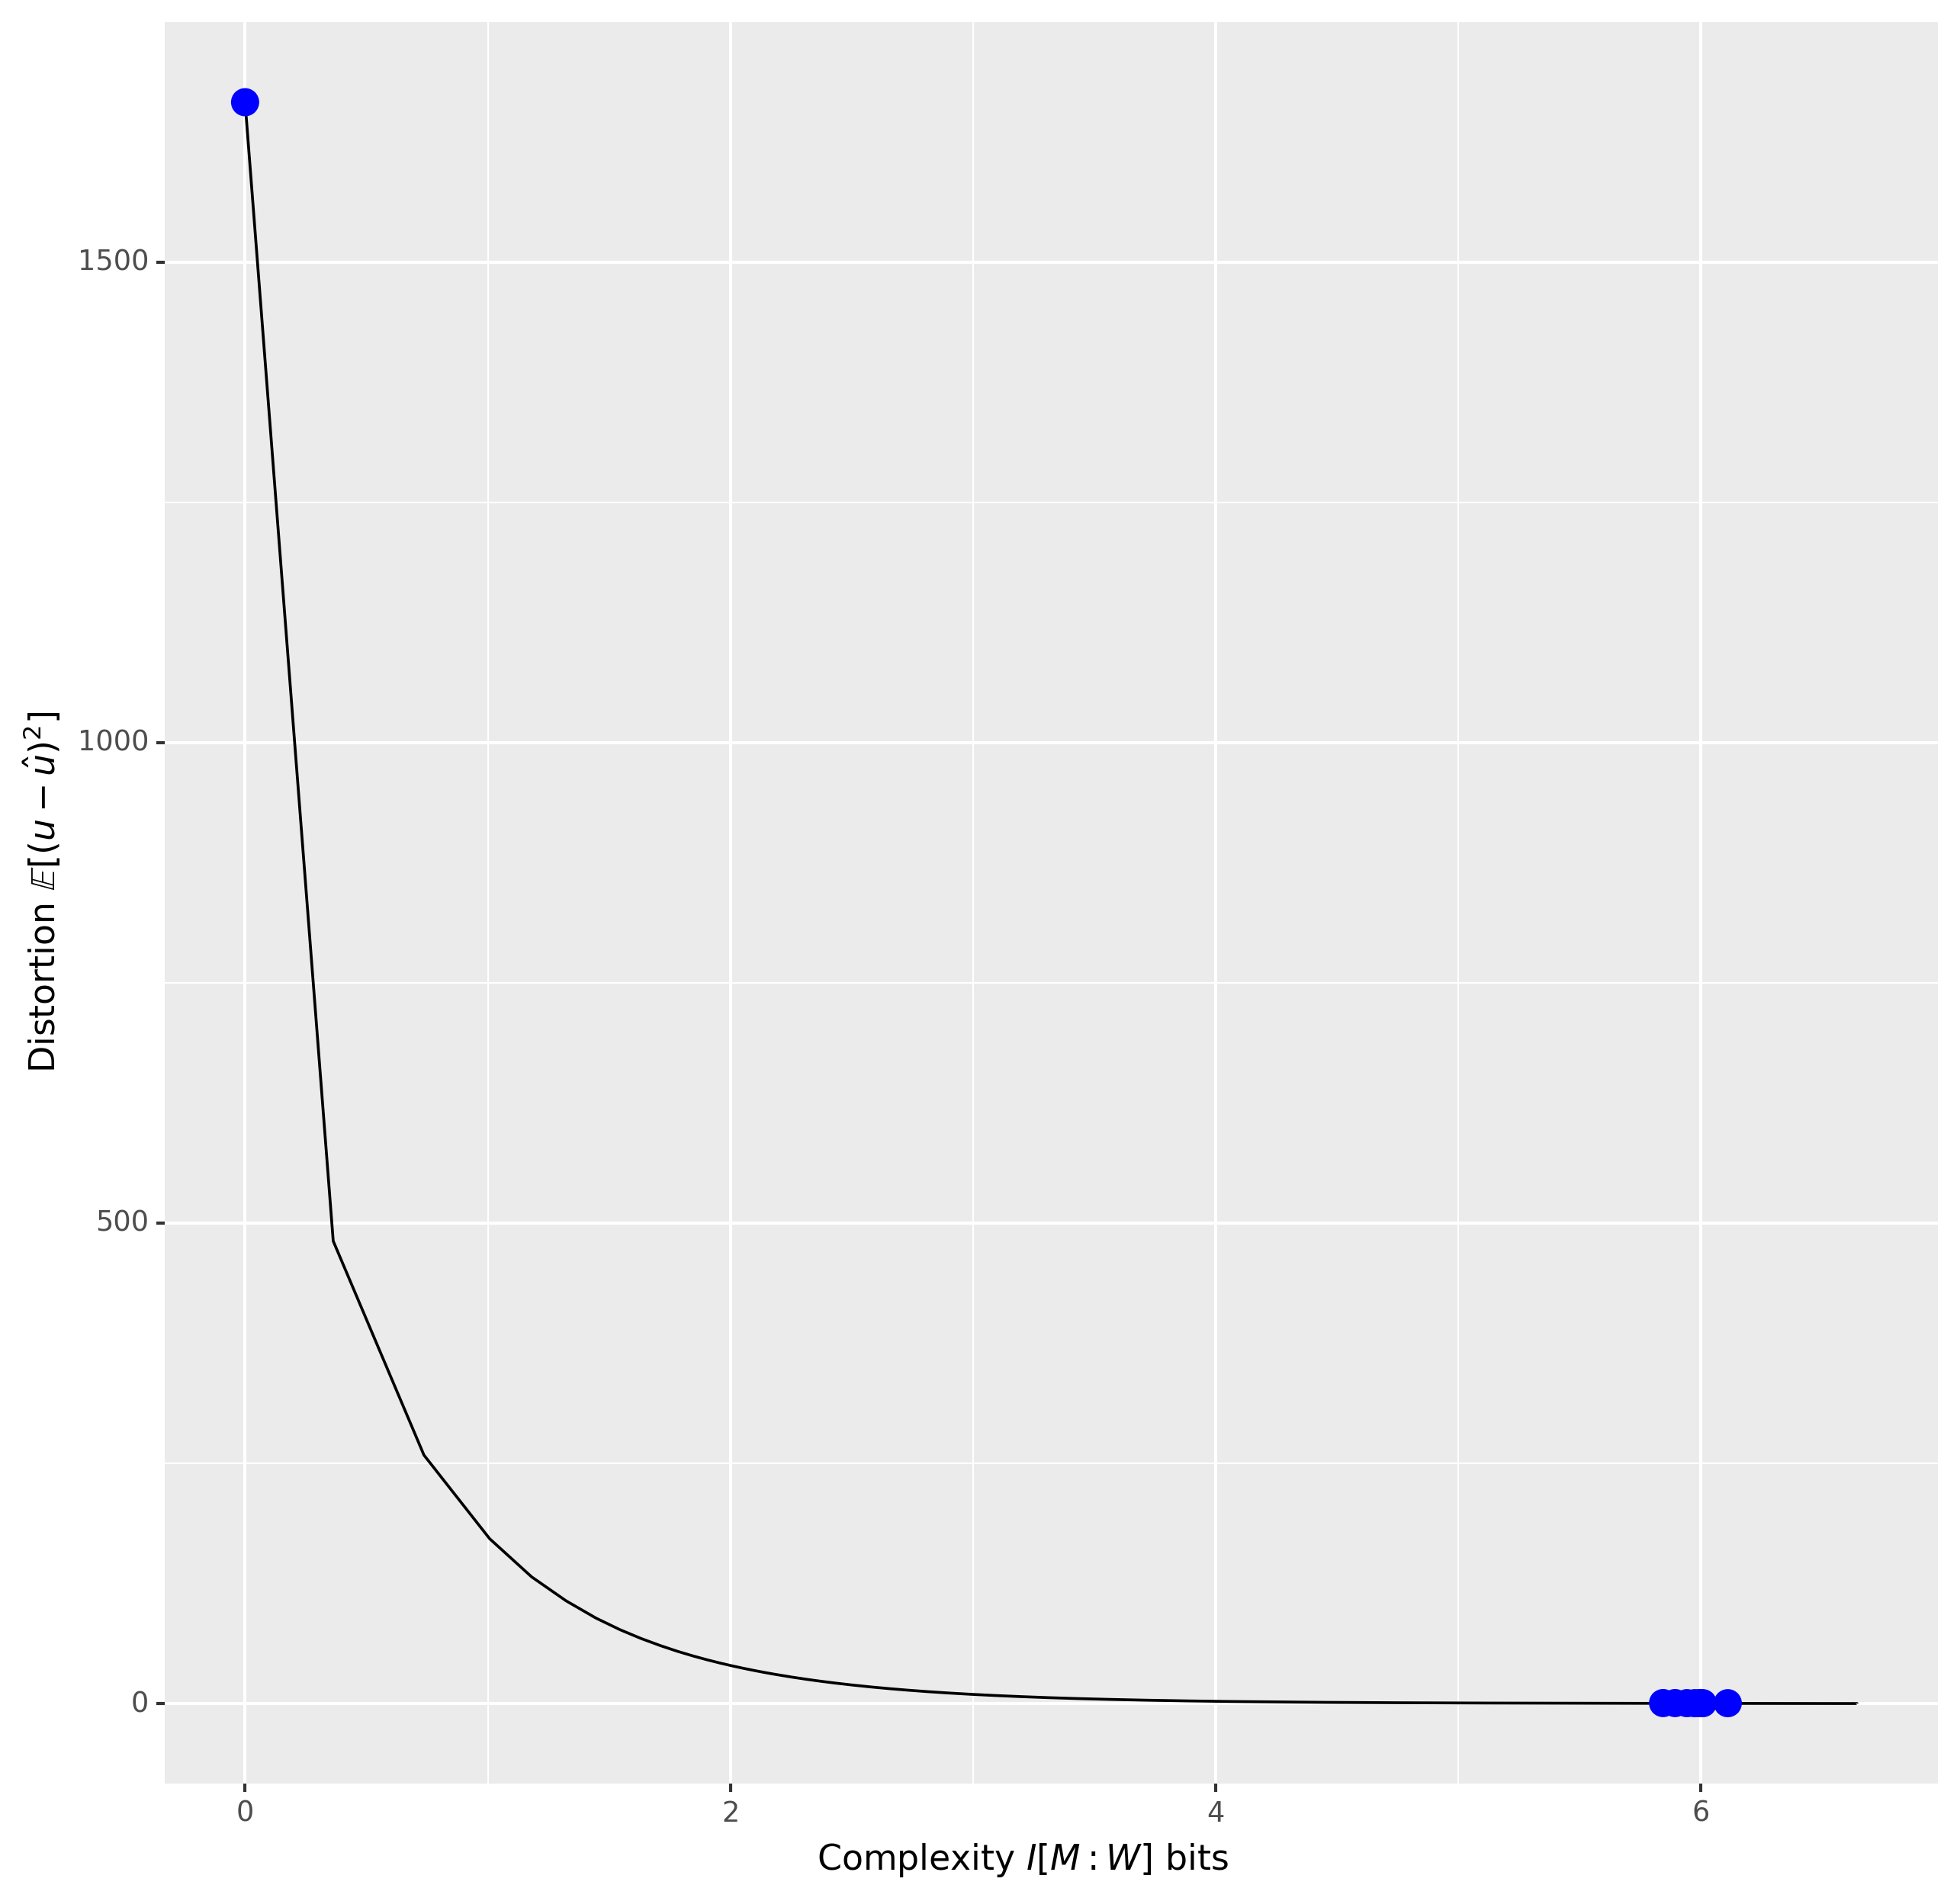 1500
1000
500
0
Distortion 𝔼[(u − û)²]
0 2 4 6
Complexity I[M : W] bits